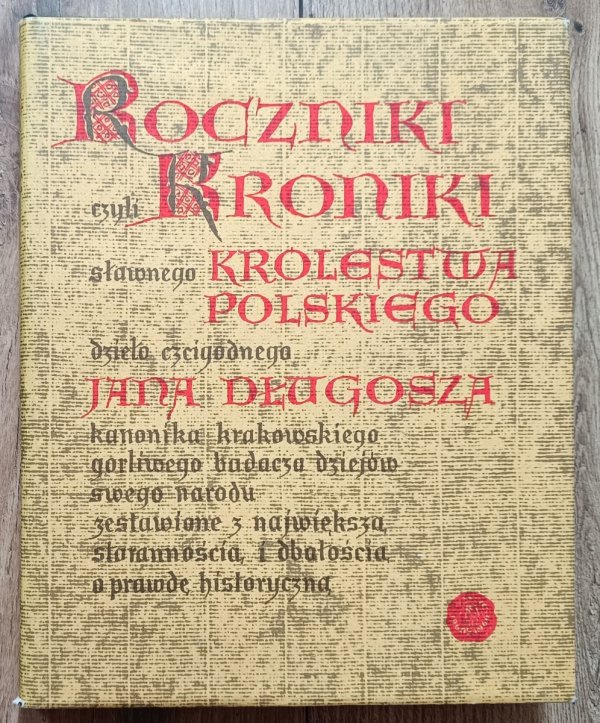 Roczniki
czyli Kroniki
sławnego Krolestwa
Polskiego
dzieło czcigodnego
Jana Długosza
kanonika krakowskiego
gorliwego badacza dziejów
swego narodu
zestawione z największą
starannością i dbałością
o prawdę historyczną